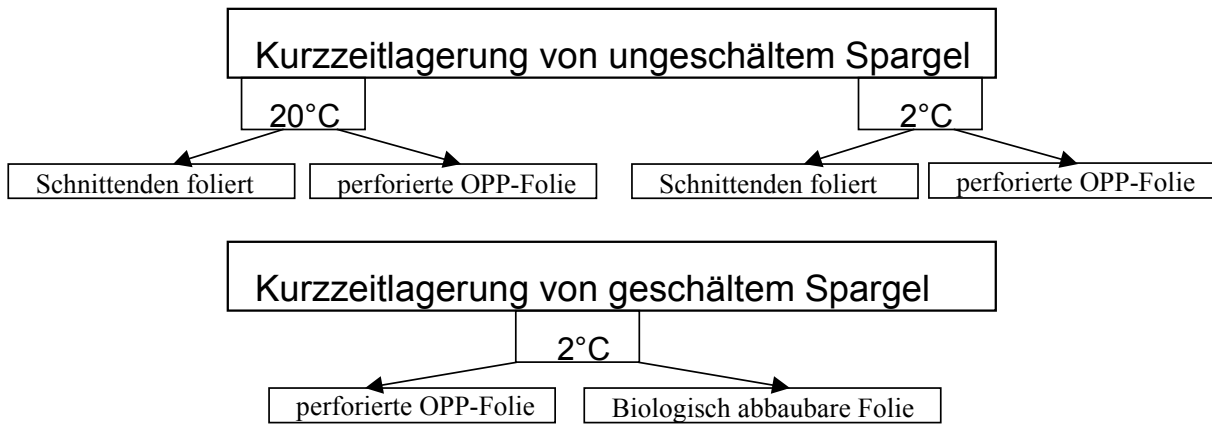 Kurzzeitlagerung von ungeschältem Spargel
20°C
2°C
Schnittenden foliert
perforierte OPP-Folie
Schnittenden foliert
perforierte OPP-Folie
Kurzzeitlagerung von geschältem Spargel
2°C
perforierte OPP-Folie
Biologisch abbaubare Folie